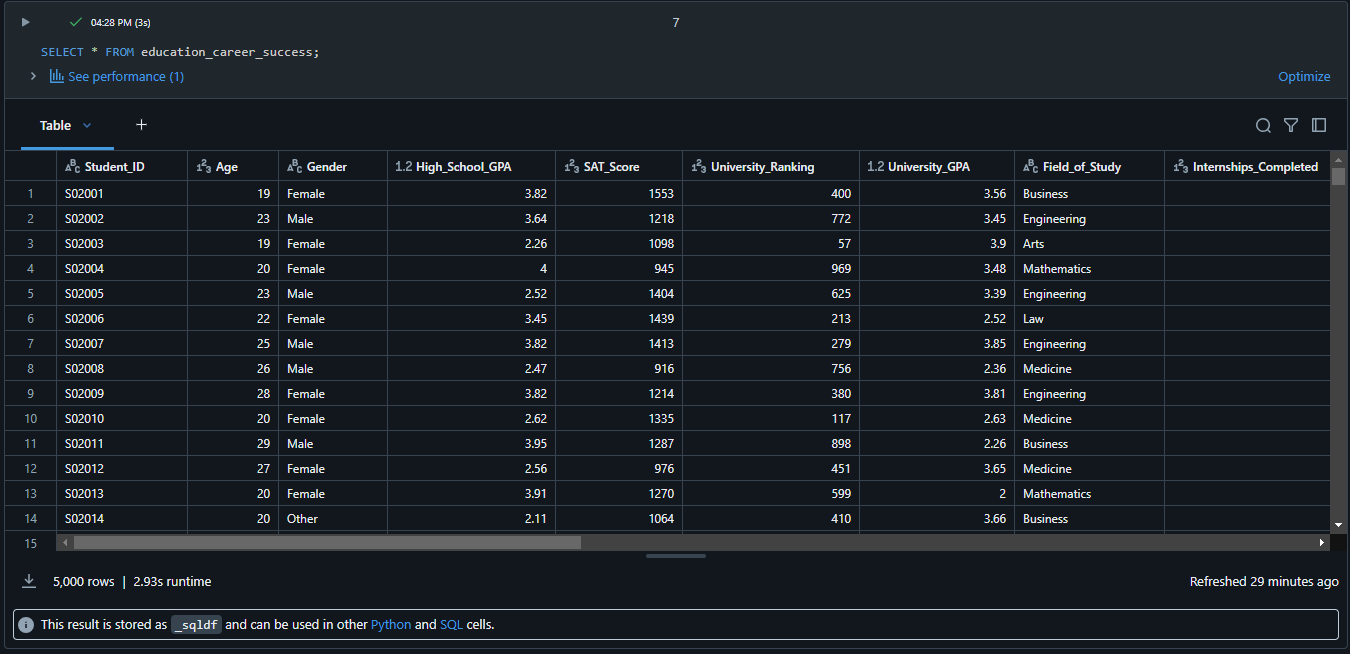 04:28 PM (3s) 7
SELECT * FROM education_career_success;
See performance (1) Optimize
Table +
Student_ID Age Gender 1.2 High_School_GPA SAT_Score University_Ranking 1.2 University_GPA Field_of_Study Internships_Completed
1 S02001 19 Female 3.82 1553 400 3.56 Business
2 S02002 23 Male 3.64 1218 772 3.45 Engineering
3 S02003 19 Female 2.26 1098 57 3.9 Arts
4 S02004 20 Female 4 945 969 3.48 Mathematics
5 S02005 23 Male 2.52 1404 625 3.39 Engineering
6 S02006 22 Female 3.45 1439 213 2.52 Law
7 S02007 25 Male 3.82 1413 279 3.85 Engineering
8 S02008 26 Male 2.47 916 756 2.36 Medicine
9 S02009 28 Female 3.82 1214 380 3.81 Engineering
10 S02010 20 Female 2.62 1335 117 2.63 Medicine
11 S02011 29 Male 3.95 1287 898 2.26 Business
12 S02012 27 Female 2.56 976 451 3.65 Medicine
13 S02013 20 Female 3.91 1270 599 2 Mathematics
14 S02014 20 Other 2.11 1064 410 3.66 Business
15
5,000 rows | 2.93s runtime Refreshed 29 minutes ago
This result is stored as _sqldf and can be used in other Python and SQL cells.